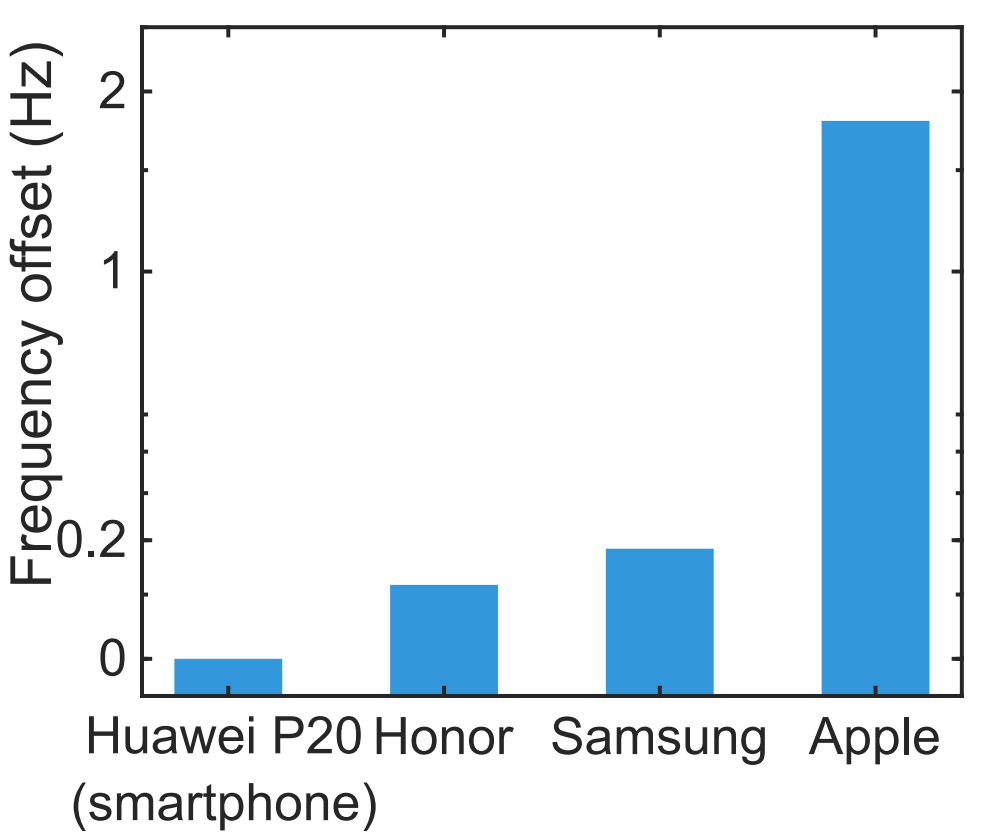 Frequency offset (Hz)
2
1
0.2
0
Huawei P20 Honor Samsung Apple
(smartphone)